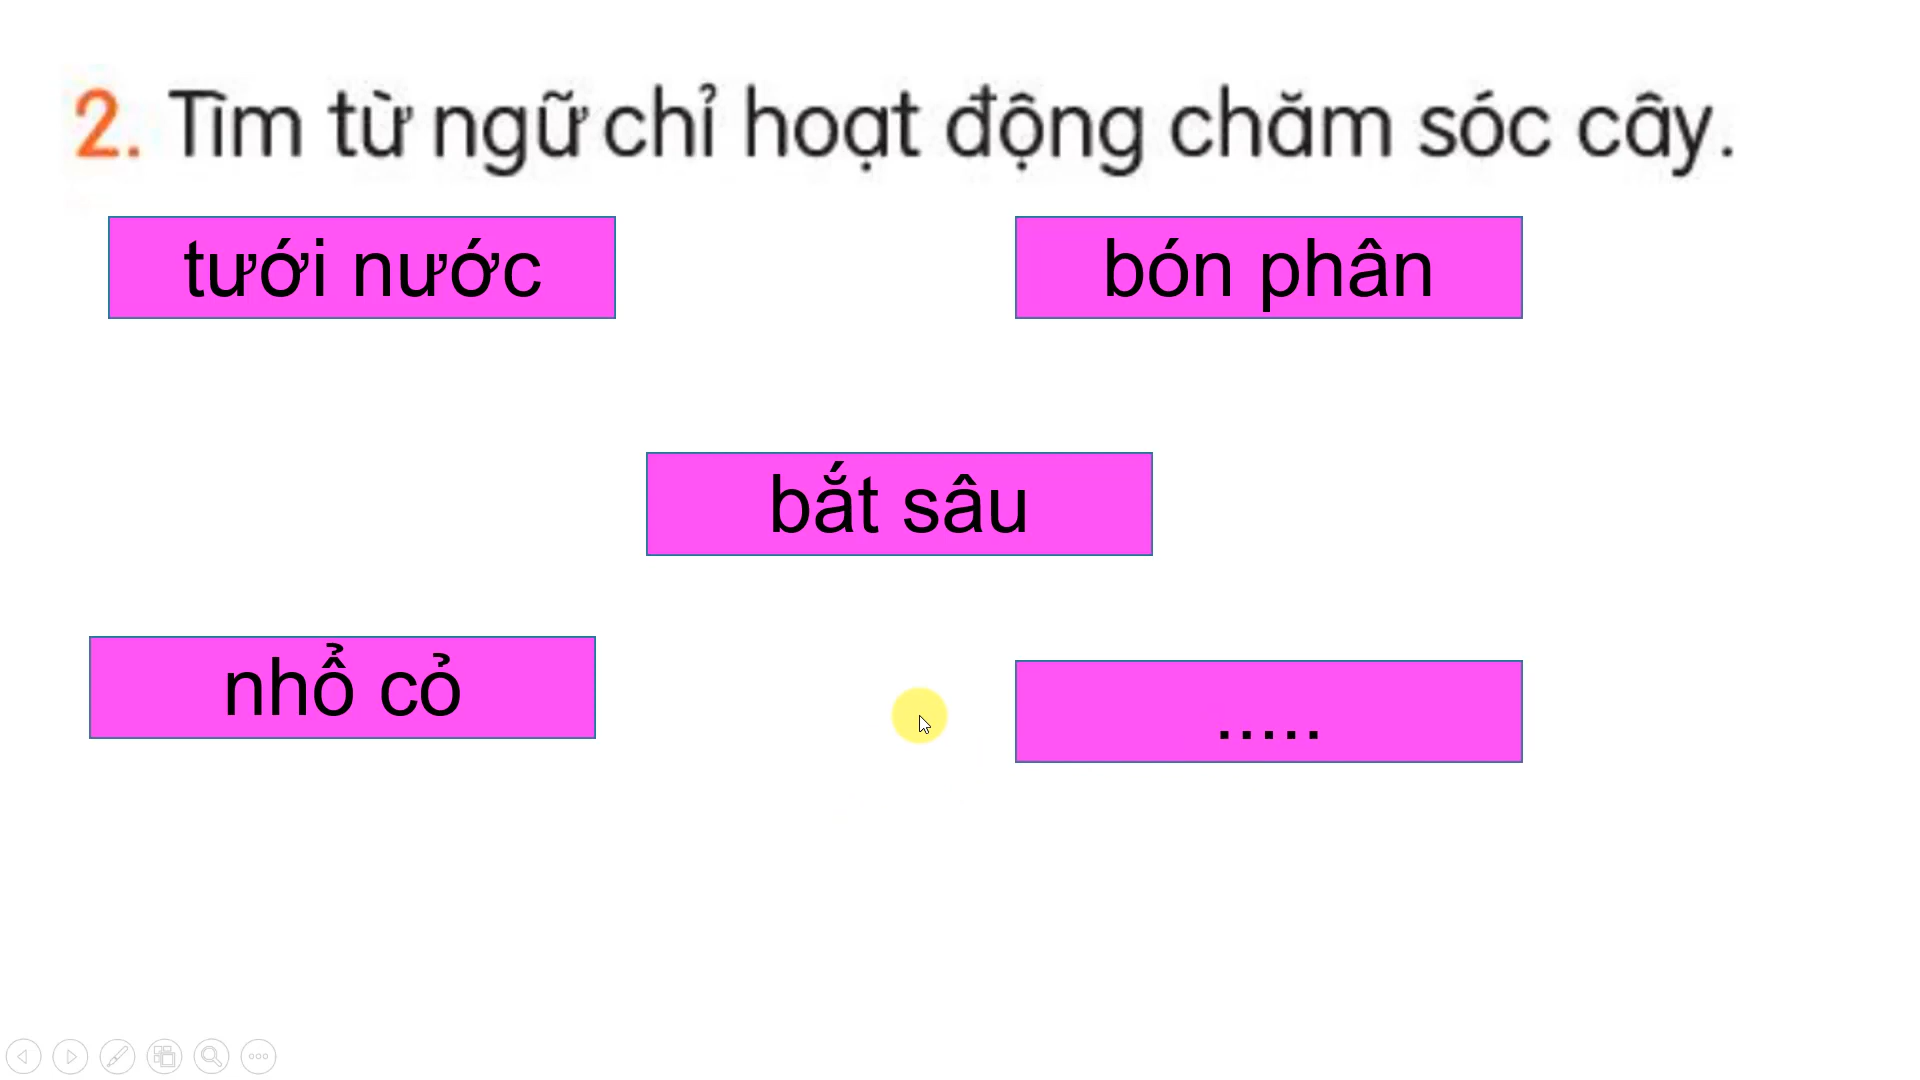 2. Tìm từ ngữ chỉ hoạt động chăm sóc cây.
tưới nước
bón phân
bắt sâu
nhổ cỏ
.....